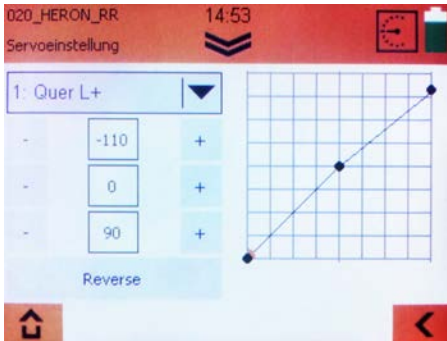 020_HERON_RR 14:53
Servoeinstellung
1: Quer L+
- -110 +
- 0 +
- 90 +
Reverse